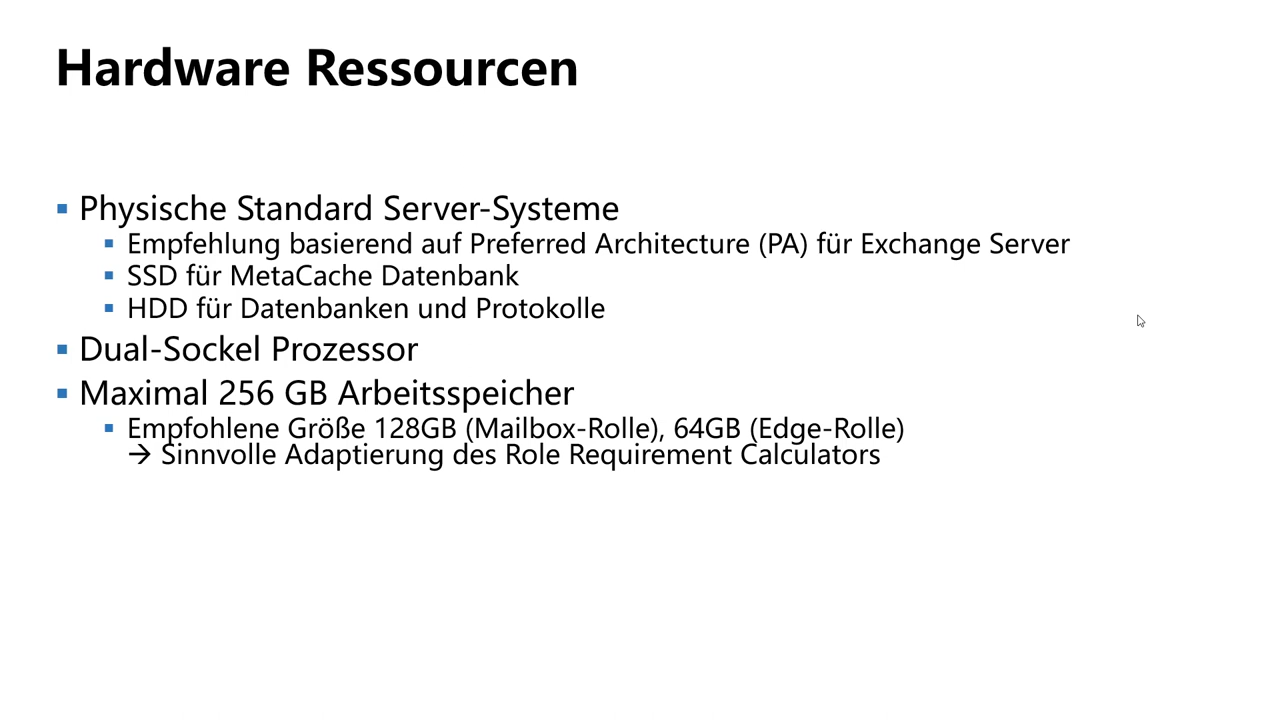 Hardware Ressourcen
Physische Standard Server-Systeme
Empfehlung basierend auf Preferred Architecture (PA) für Exchange Server
SSD für MetaCache Datenbank
HDD für Datenbanken und Protokolle
Dual-Sockel Prozessor
Maximal 256 GB Arbeitsspeicher
Empfohlene Größe 128GB (Mailbox-Rolle), 64GB (Edge-Rolle)
→ Sinnvolle Adaptierung des Role Requirement Calculators